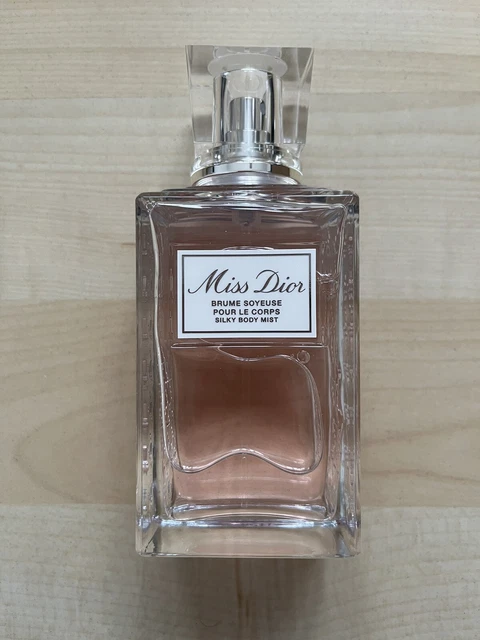 Miss Dior
BRUME SOYEUSE
POUR LE CORPS
SILKY BODY MIST